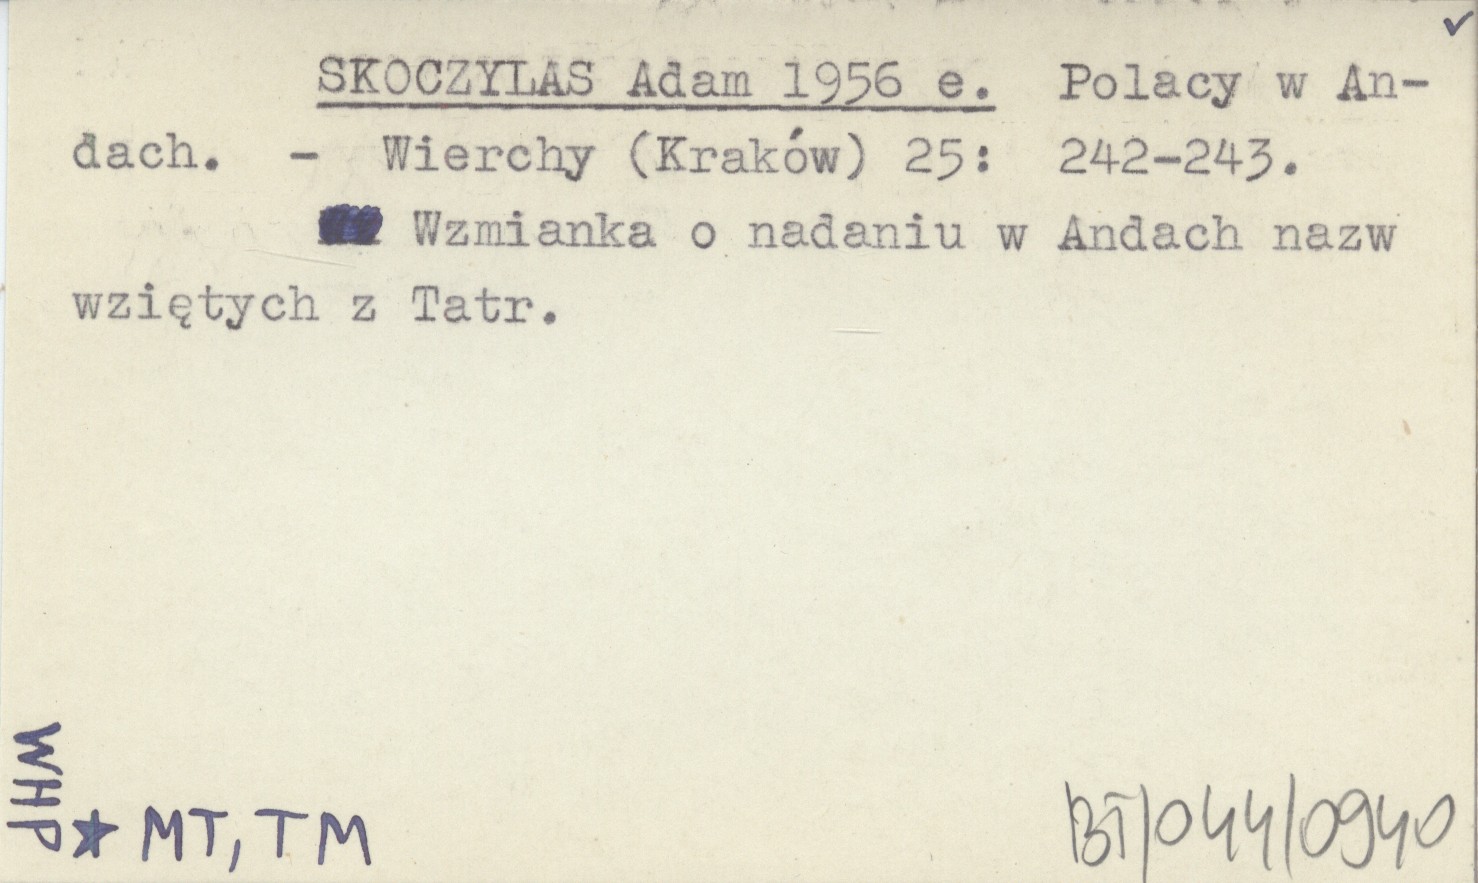 SKOCZYLAS Adam 1956 e. Polacy w An-
dach. - Wierchy (Kraków) 25: 242-243.
Wzmianka o nadaniu w Andach nazw
wziętych z Tatr.
WHP
★ MT, TM
BT/044/0940